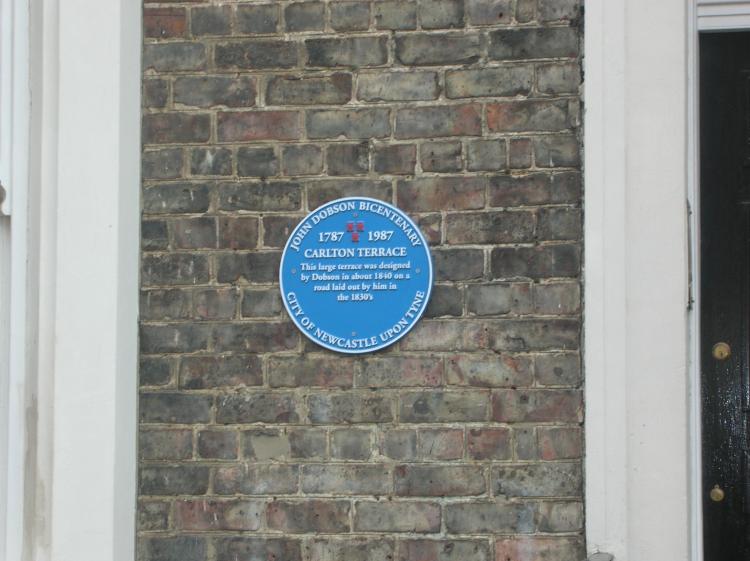 JOHN DOBSON BICENTENARY
1787 1987
CARLTON TERRACE
This large terrace was designed
by Dobson in about 1840 on a
road laid out by him in
the 1830's
CITY OF NEWCASTLE UPON TYNE